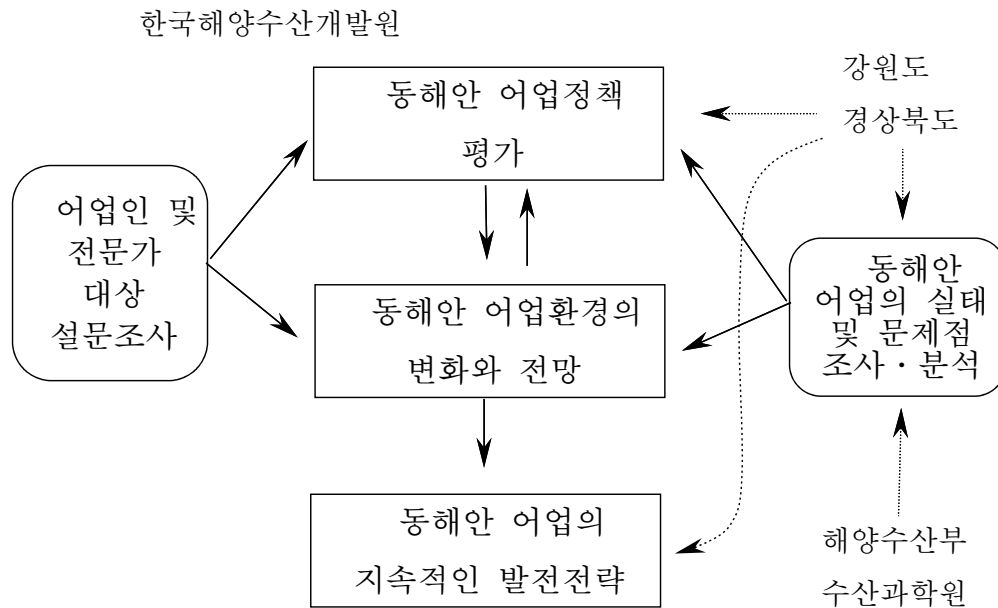 한국해양수산개발원
동해안 어업정책
평가
강원도
경상북도
어업인 및
전문가
대상
설문조사
동해안 어업환경의
변화와 전망
동해안
어업의 실태
및 문제점
조사·분석
동해안 어업의
지속적인 발전전략
해양수산부
수산과학원